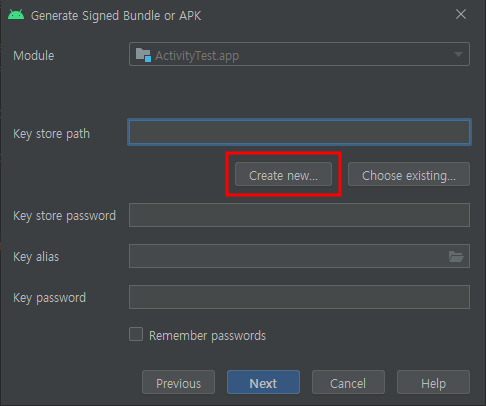 Generate Signed Bundle or APK
Module
ActivityTest.app
Key store path
Create new...
Choose existing...
Key store password
Key alias
Key password
Remember passwords
Previous
Next
Cancel
Help